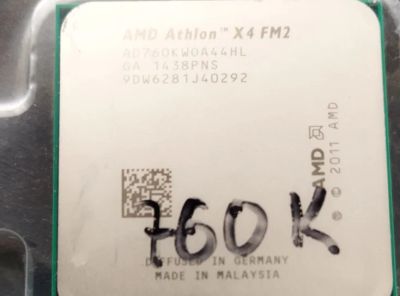 AMD Athlon™ X4 FM2
AD760KWOA44HL
GA 1438PNS
9DW6281J40292
AMD
© 2011 AMD
760K
DIFFUSED IN GERMANY
MADE IN MALAYSIA